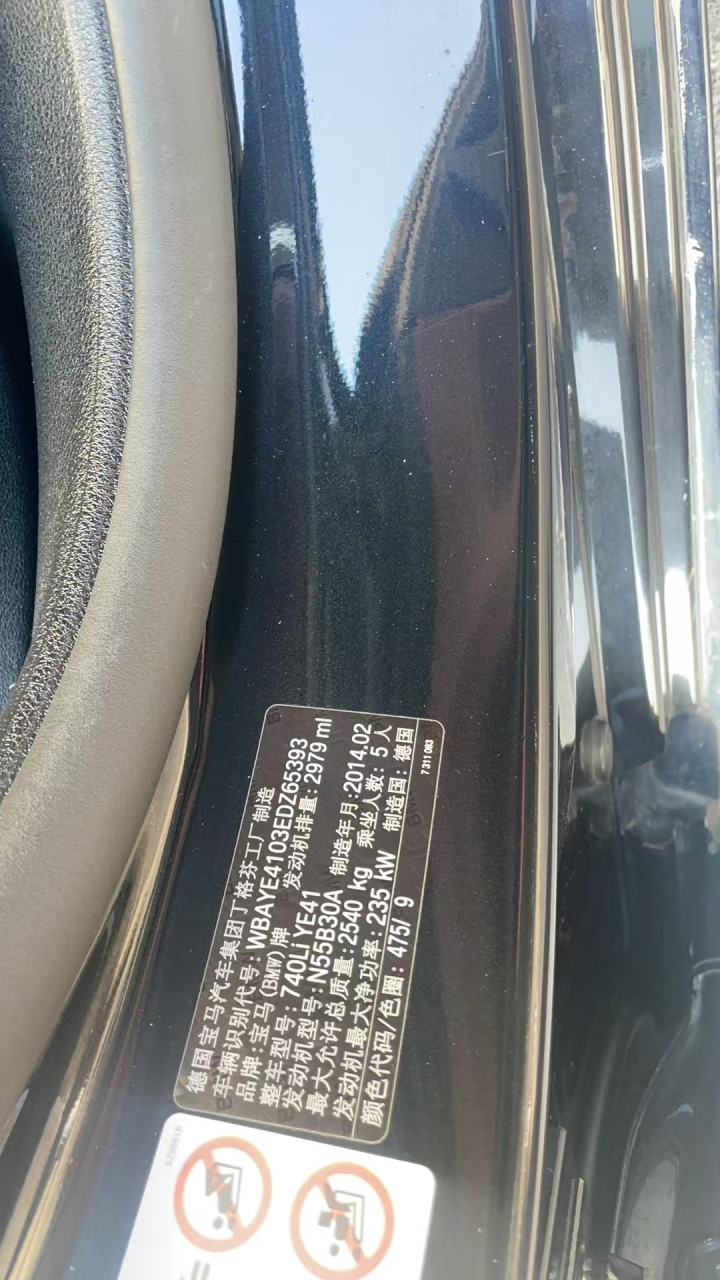 德国宝马汽车集团丁格芬工厂 制造
车辆识别代号: WBAYE4103EDZ65393
品牌: 宝马(BMW)牌 发动机排量: 2979 ml
整车型号: 740Li YE41
发动机型号: N55B30A 制造年月: 2014.02
最大允许总质量: 2540 kg 乘坐人数: 5 人
发动机最大净功率: 235 kW 制造国: 德国
颜色代码/色圈: 475/ 9
7 311 083